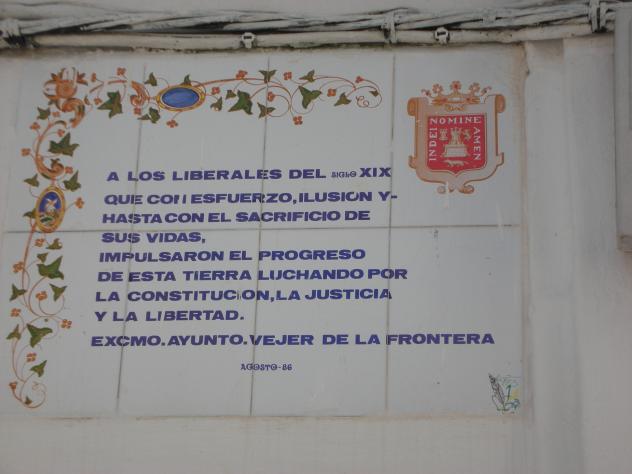 IN DEI NOMINE AMEN
A LOS LIBERALES DEL SIGLO XIX
QUE CON ESFUERZO, ILUSION Y-
HASTA CON EL SACRIFICIO DE
SUS VIDAS,
IMPULSARON EL PROGRESO
DE ESTA TIERRA LUCHANDO POR
LA CONSTITUCION, LA JUSTICIA
Y LA LIBERTAD.
EXCMO. AYUNTO. VEJER DE LA FRONTERA
AGOSTO-86